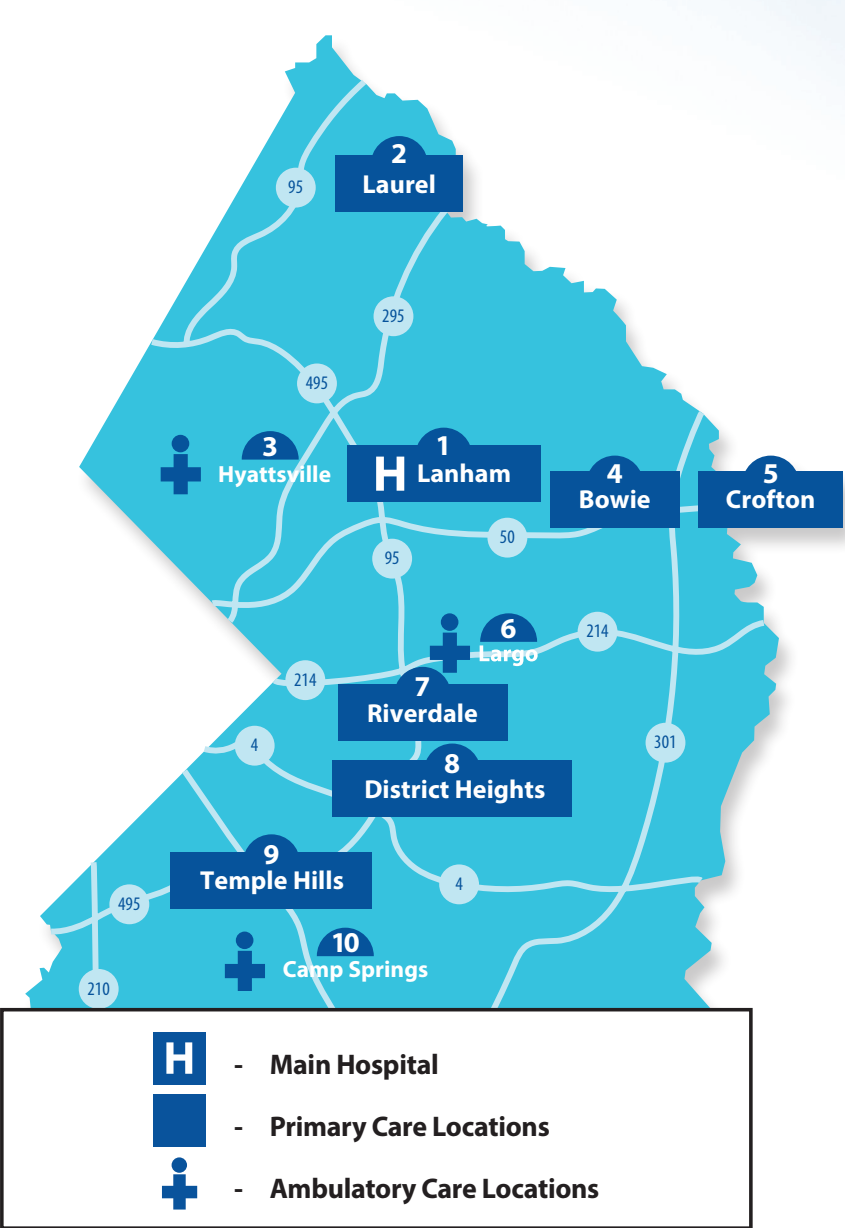 2
Laurel
95
295
495
3
Hyattsville
1
H Lanham
4
Bowie
5
Crofton
50
95
6
Largo
214
214
7
Riverdale
4
301
8
District Heights
9
Temple Hills
4
495
10
Camp Springs
210
H - Main Hospital
- Primary Care Locations
- Ambulatory Care Locations